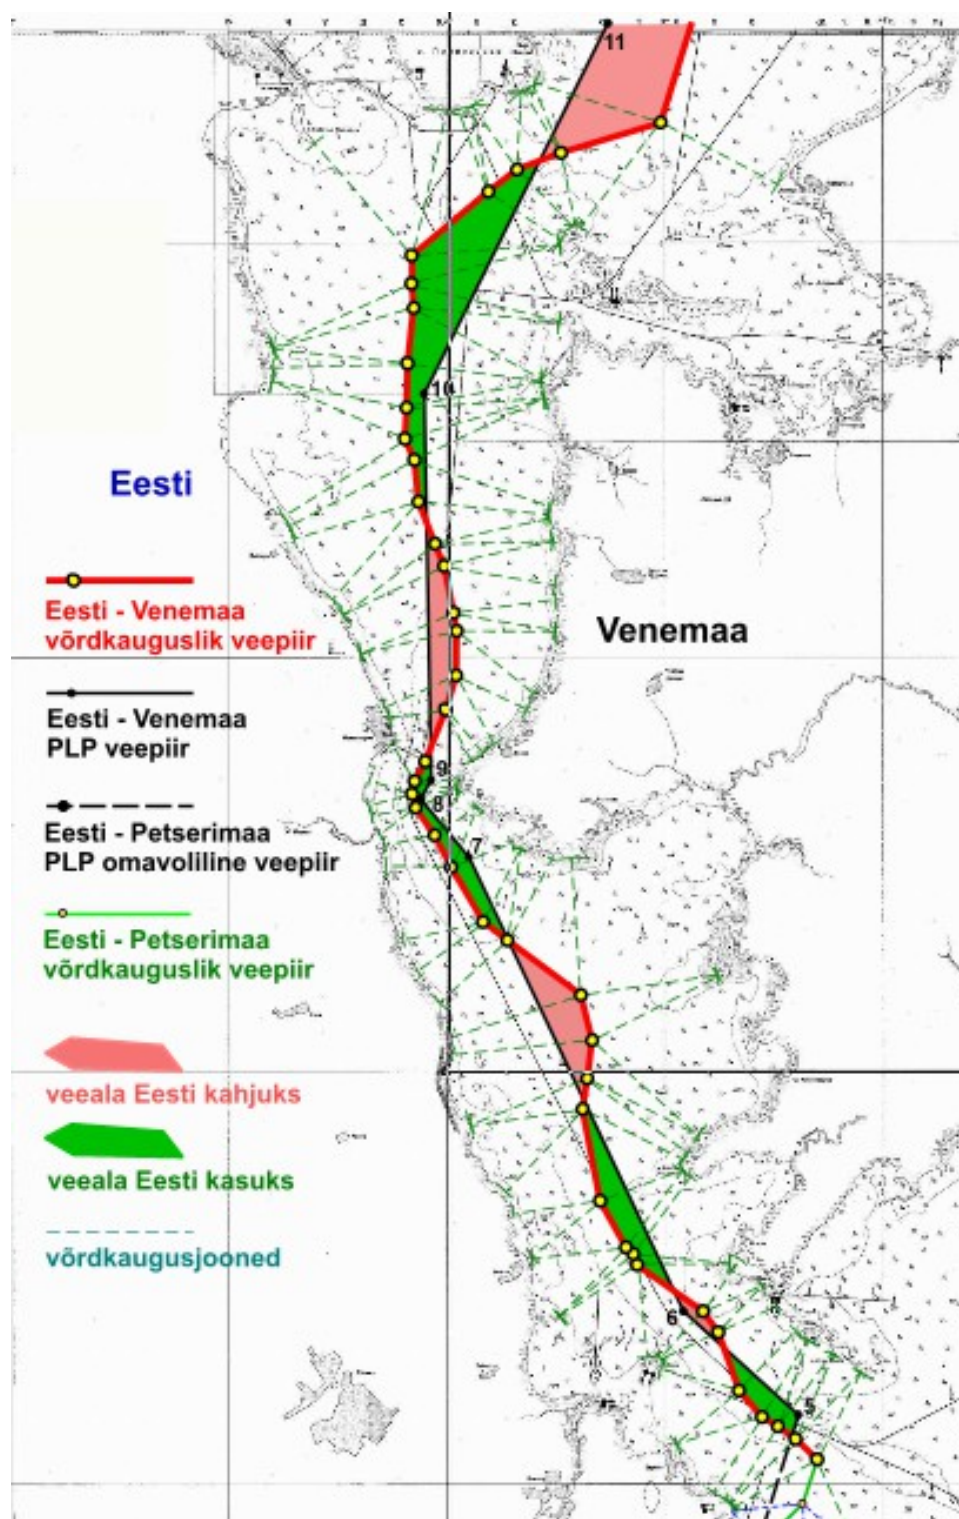 11
10
Eesti
Eesti - Venemaa
võrdkauguslik veepiir
Venemaa
Eesti - Venemaa
PLP veepiir
9
8
7
Eesti - Petserimaa
PLP omavoliline veepiir
Eesti - Petserimaa
võrdkauguslik veepiir
veeala Eesti kahjuks
veeala Eesti kasuks
võrdkaugusjooned
6
5